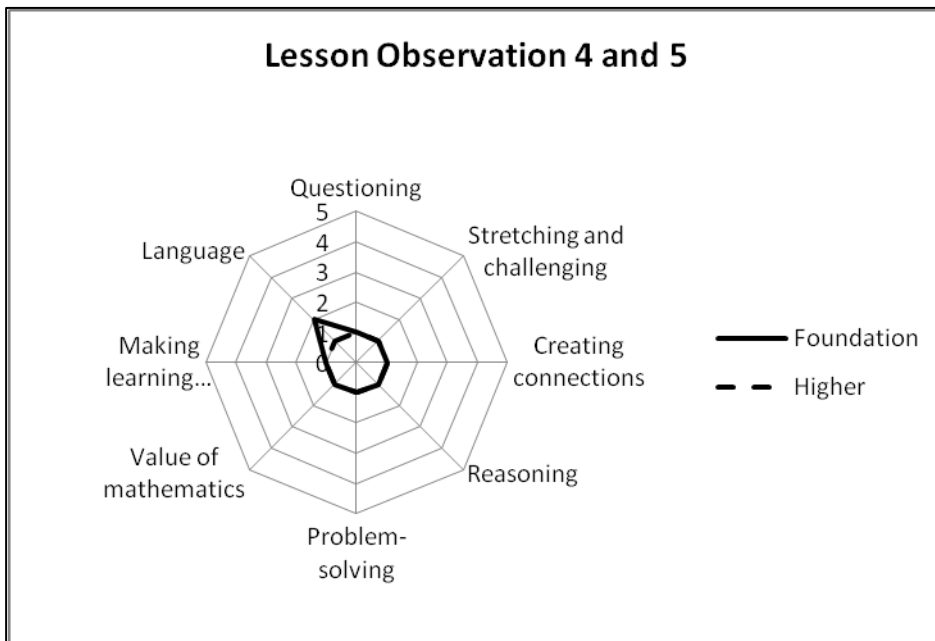 Lesson Observation 4 and 5
Questioning
5
4
3
2
1
0
Stretching and
challenging
Creating
connections
Reasoning
Problem-
solving
Value of
mathematics
Making
learning...
Language
Foundation
Higher